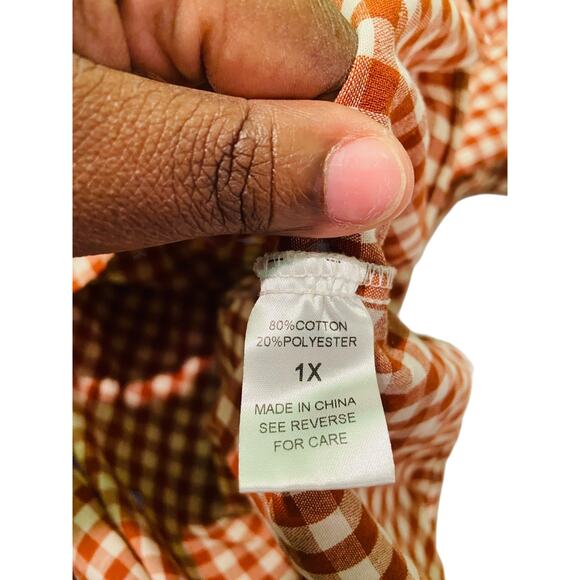 80%COTTON
20%POLYESTER
1X
MADE IN CHINA
SEE REVERSE
FOR CARE